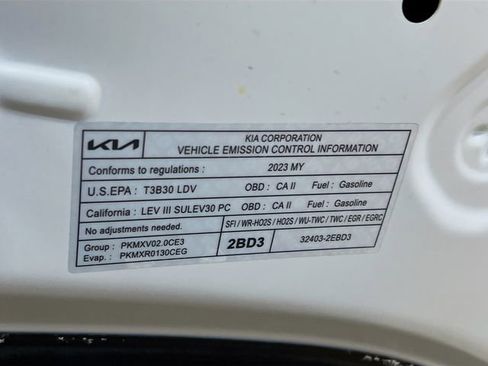 KIA
KIA CORPORATION
VEHICLE EMISSION CONTROL INFORMATION
Conforms to regulations : 2023 MY
U.S.EPA : T3B30 LDV OBD : CA II Fuel : Gasoline
California : LEV III SULEV30 PC OBD : CA II Fuel : Gasoline
No adjustments needed. SFI / WR-HO2S / HO2S / WU-TWC / TWC / EGR / EGRC
Group : PKMXV02.0CE3
Evap. : PKMXR0130CEG
2BD3 32403-2EBD3